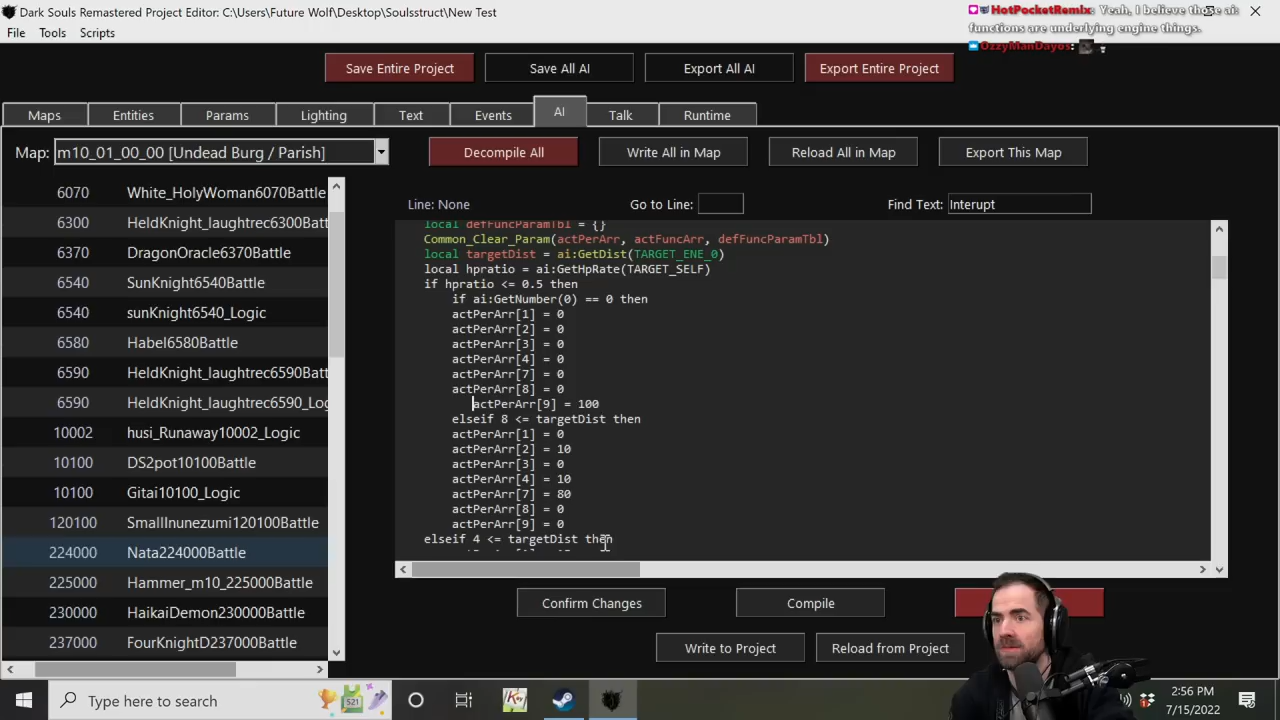 Dark Souls Remastered Project Editor: C:\Users\Future Wolf\Desktop\Soulsstruct\New Test
HotPocketRemix: Yeah, I believe those ai:
functions are underlying engine things.
OzzyManDayos:
File Tools Scripts
Save Entire Project
Save All AI
Export All AI
Export Entire Project
Maps
Entities
Params
Lighting
Text
Events
AI
Talk
Runtime
Map: m10_01_00_00 [Undead Burg / Parish]
Decompile All
Write All in Map
Reload All in Map
Export This Map
Line: None
Go to Line:
Find Text: Interupt
6070 White_HolyWoman6070Battle
6300 HeldKnight_laughtrec6300Batt
6370 DragonOracle6370Battle
6540 SunKnight6540Battle
6540 sunKnight6540_Logic
6580 Habel6580Battle
6590 HeldKnight_laughtrec6590Batt
6590 HeldKnight_laughtrec6590_Log
10002 husi_Runaway10002_Logic
10100 DS2pot10100Battle
10100 Gitai10100_Logic
120100 SmallInunezumi120100Battle
224000 Nata224000Battle
225000 Hammer_m10_225000Battle
230000 HaikaiDemon230000Battle
237000 FourKnightD237000Battle
local defFuncParamTbl = {}
Common_Clear_Param(actPerArr, actFuncArr, defFuncParamTbl)
local targetDist = ai:GetDist(TARGET_ENE_0)
local hpratio = ai:GetHpRate(TARGET_SELF)
if hpratio <= 0.5 then
if ai:GetNumber(0) == 0 then
actPerArr[1] = 0
actPerArr[2] = 0
actPerArr[3] = 0
actPerArr[4] = 0
actPerArr[7] = 0
actPerArr[8] = 0
actPerArr[9] = 100
elseif 8 <= targetDist then
actPerArr[1] = 0
actPerArr[2] = 10
actPerArr[3] = 0
actPerArr[4] = 10
actPerArr[7] = 80
actPerArr[8] = 0
actPerArr[9] = 0
elseif 4 <= targetDist then
Confirm Changes
Compile
Write to Project
Reload from Project
Type here to search
521
Key
2:56 PM
7/15/2022